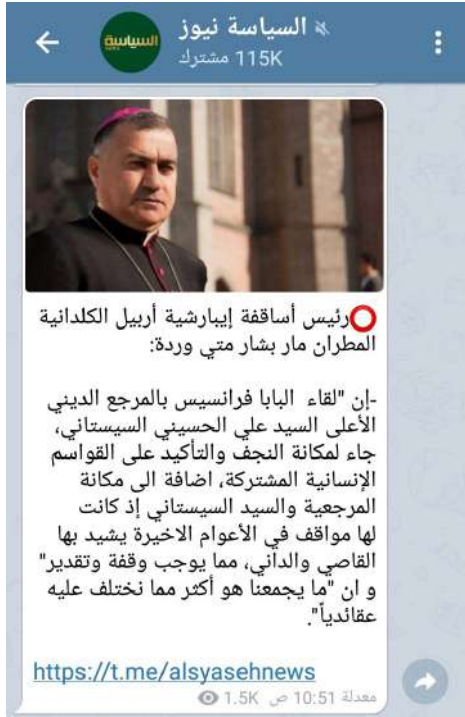 السياسة نيوز
115K مشترك
السياسة
رئيس أساقفة إيبارشية أربيل الكلدانية
المطران مار بشار متي وردة:
-إن "لقاء البابا فرانسيس بالمرجع الديني
الأعلى السيد علي الحسيني السيستاني،
جاء لمكانة النجف والتأكيد على القواسم
الإنسانية المشتركة، اضافة الى مكانة
المرجعية والسيد السيستاني إذ كانت
لها مواقف في الأعوام الاخيرة يشيد بها
القاصي والداني، مما يوجب وقفة وتقدير"
و ان "ما يجمعنا هو أكثر مما نختلف عليه
عقائدياً".
https://t.me/alsyasehnews
معدلة 10:51 ص 1.5K